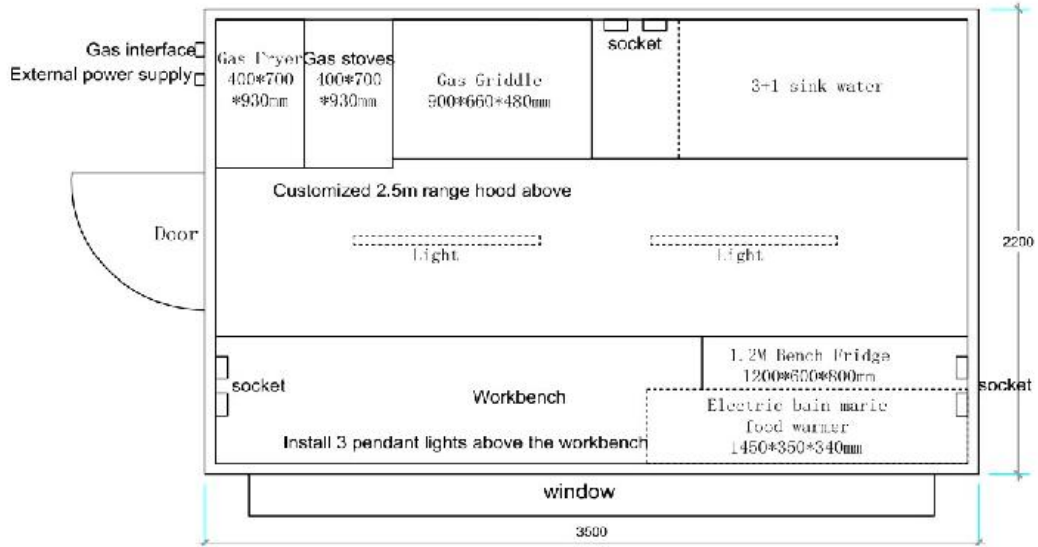 Gas interface
External power supply
Gas Fryer
400*700
*930mm
Gas stoves
400*700
*930mm
Gas Griddle
900*660*480mm
socket
3+1 sink water
Customized 2.5m range hood above
Door
Light
Light
2200
socket
Workbench
Install 3 pendant lights above the workbench
1.2M Bench Fridge
1200*600*800mm
socket
Electric bain marie
food warmer
1450*350*340mm
window
3500